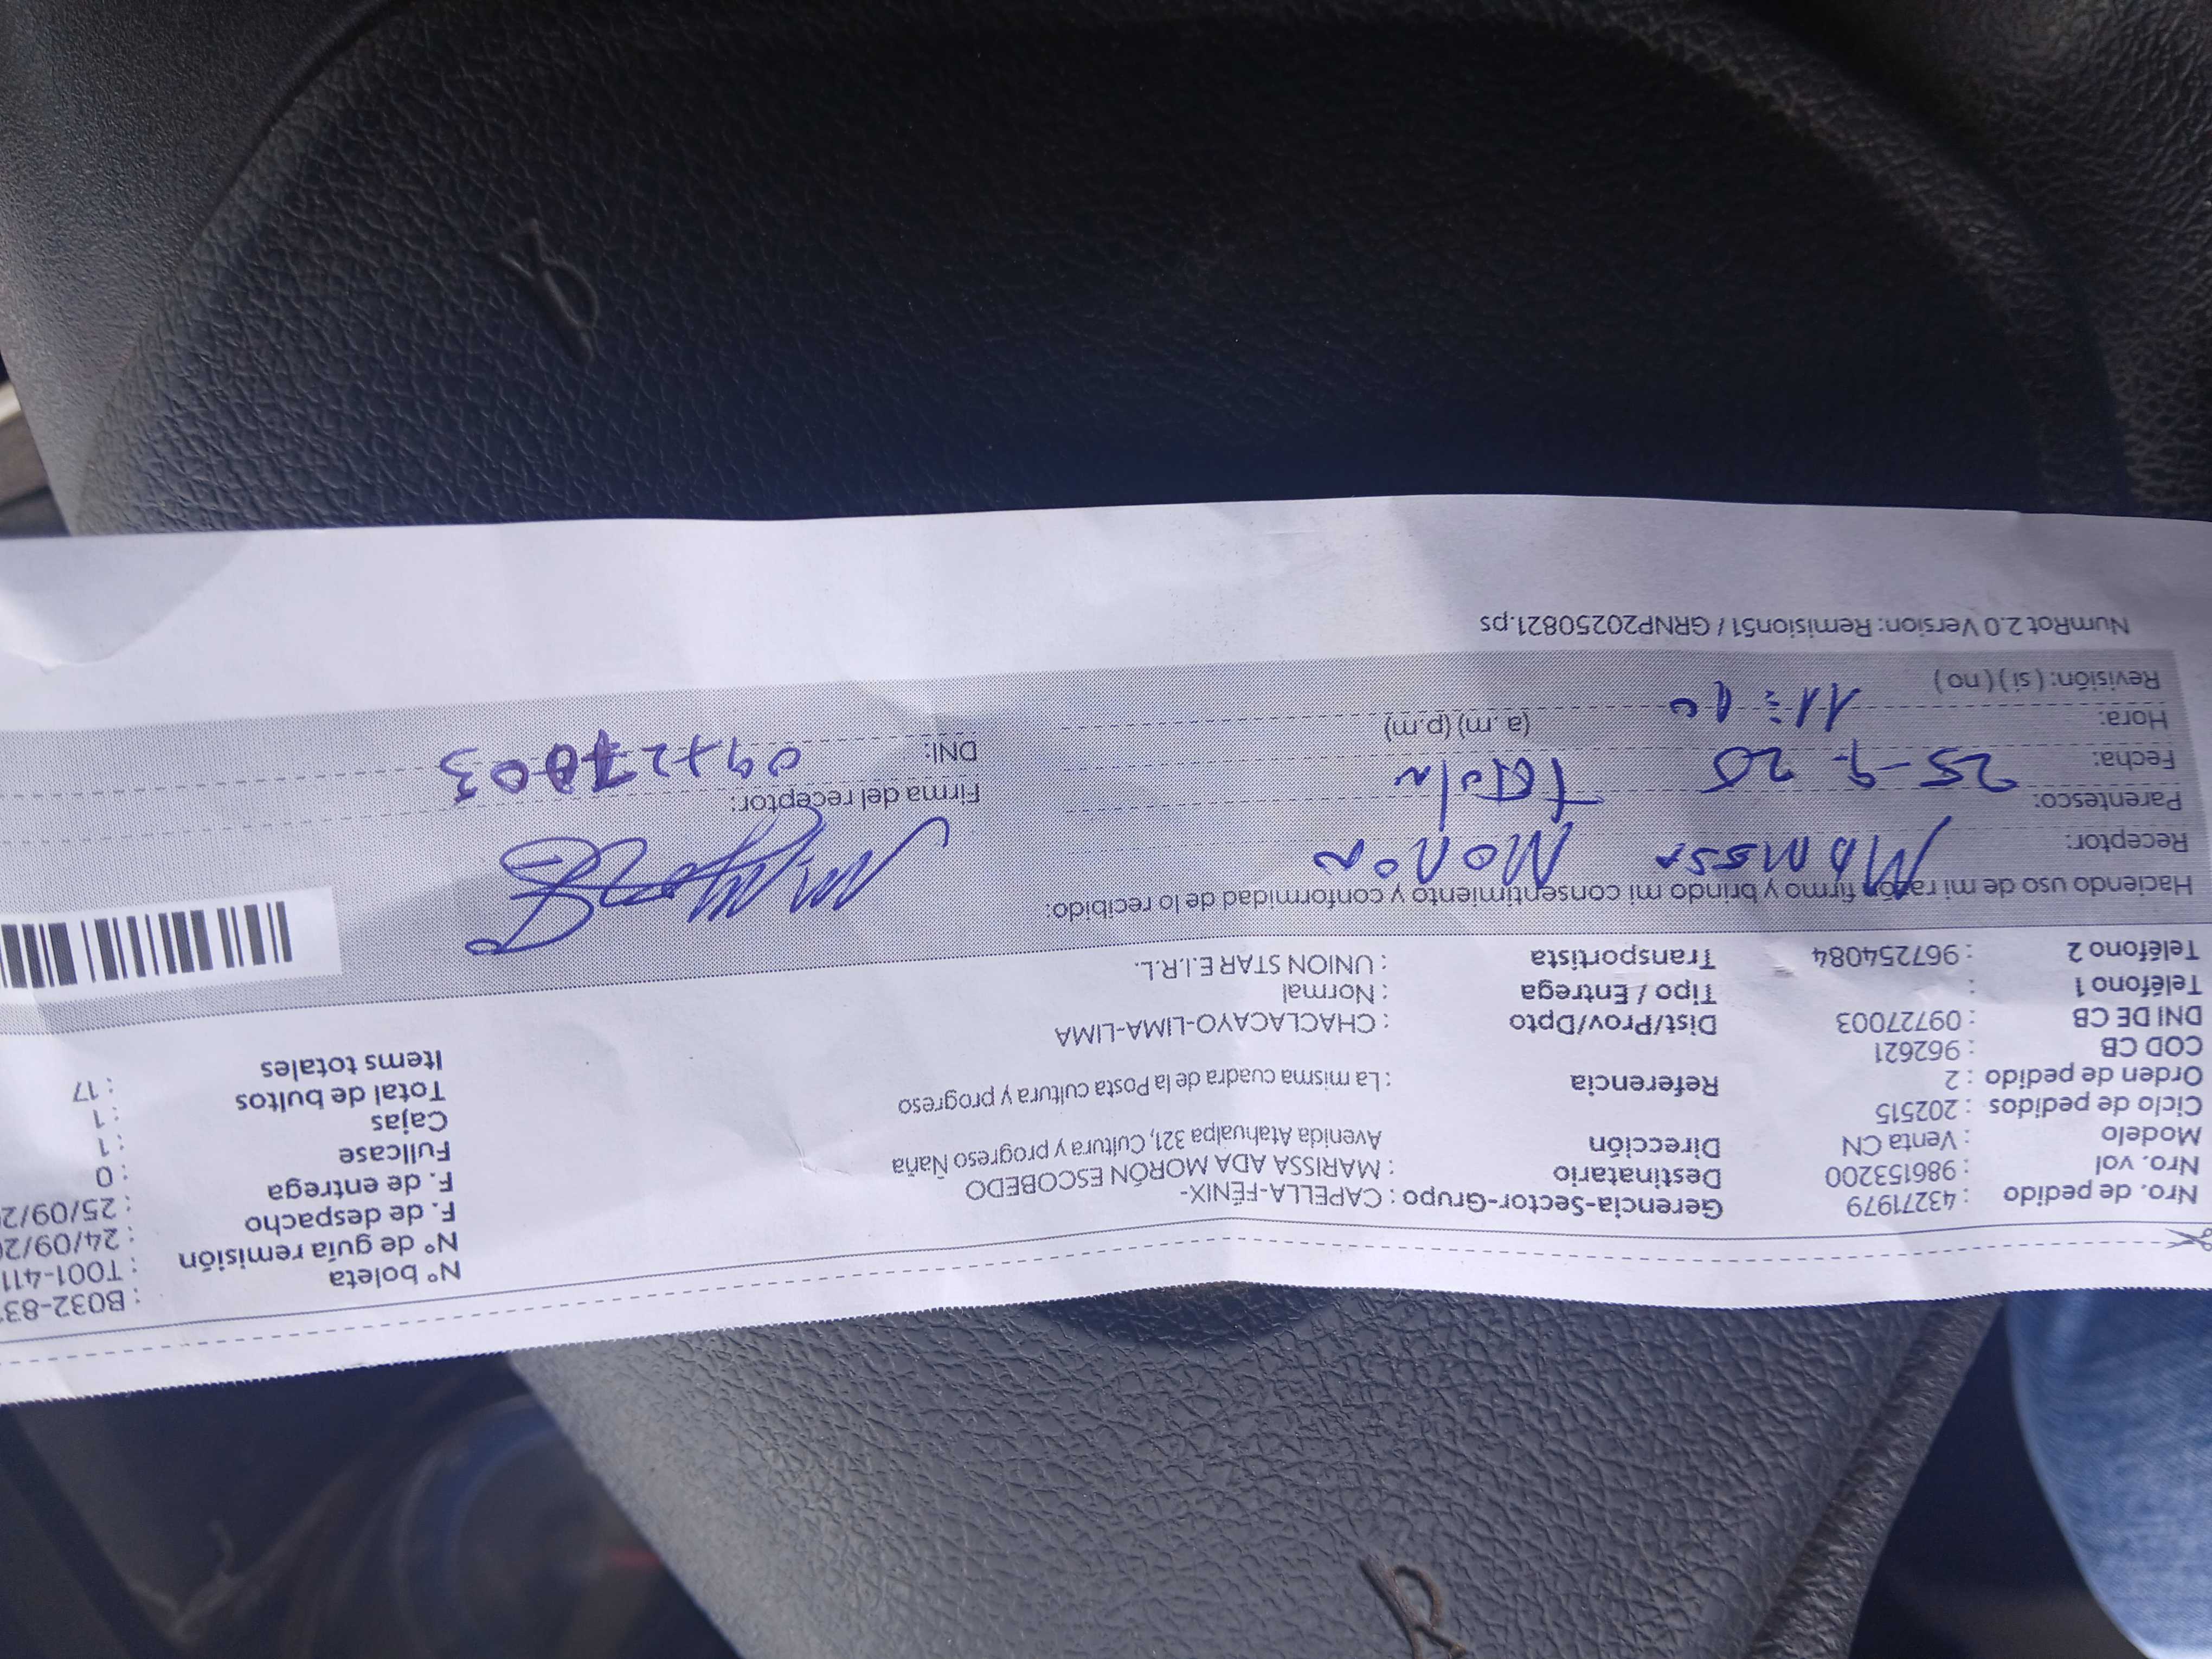 Nro. de pedido : 43271979
Nro. vol : 986153200
Modelo : Venta CN
Ciclo de pedidos : 202515
Orden de pedido : 2
COD CB : 962621
DNI DE CB : 09727003
Teléfono 1 :
Teléfono 2 : 967254084
Gerencia-Sector-Grupo : CAPELLA-FÉNIX-
Destinatario : MARISSA ADA MORÓN ESCOBEDO
Dirección Avenida Atahualpa 321, Cultura y progreso Ñaña
Referencia : La misma cuadra de la Posta cultura y progreso
Dist/Prov/Dpto : CHACLACAYO-LIMA-LIMA
Tipo / Entrega : Normal
Transportista : UNION STAR E.I.R.L.
N° boleta : B032-83
N° de guía remisión : T001-411
F. de despacho : 24/09/2
F. de entrega : 25/09/2
Fullcase : 0
Cajas : 1
Total de bultos : 1
Items totales : 17
Haciendo uso de mi razón firmo y brindo mi consentimiento y conformidad de lo recibido:
Receptor: Moron
Parentesco:
Fecha: 25-9-25
Hora: (a.m) (p.m)
Revisión: ( si ) ( no )
Firma del receptor:
DNI: 09727003
NumRot 2.0 Version: Remision51 / GRNP20250821.ps